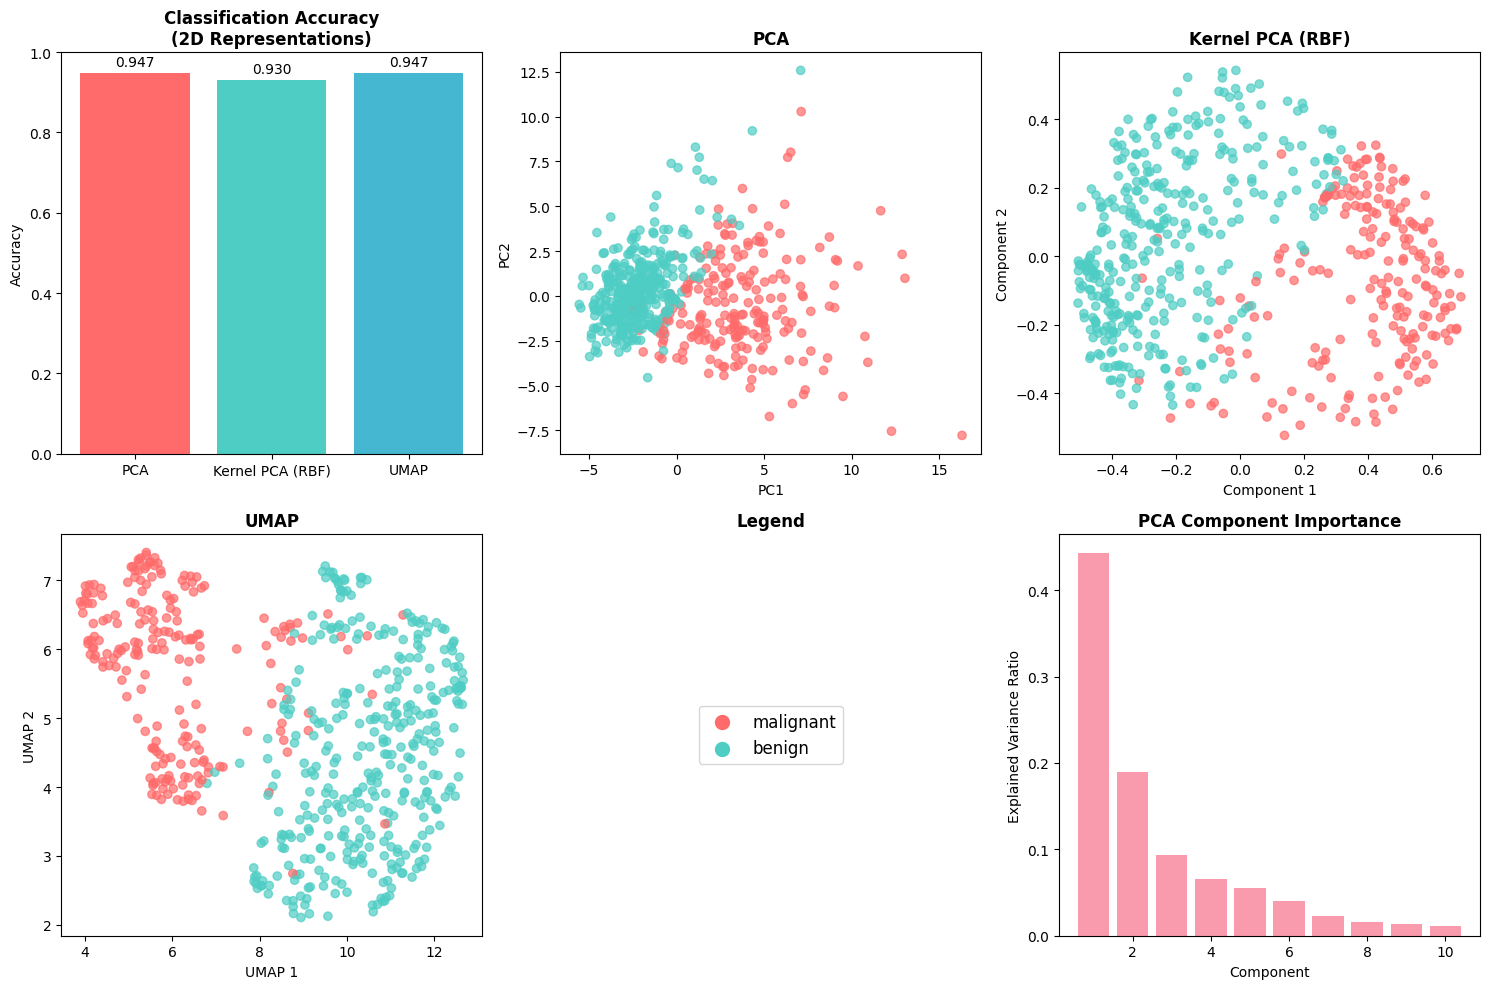 Classification Accuracy
(2D Representations)
0.947
0.930
0.947
1.0
0.8
0.6
0.4
0.2
0.0
Accuracy
PCA
Kernel PCA (RBF)
UMAP
PCA
12.5
10.0
7.5
5.0
2.5
0.0
−2.5
−5.0
−7.5
PC2
−5
0
5
10
15
PC1
Kernel PCA (RBF)
0.4
0.2
0.0
−0.2
−0.4
Component 2
−0.4
−0.2
0.0
0.2
0.4
0.6
Component 1
UMAP
7
6
5
4
3
2
UMAP 2
4
6
8
10
12
UMAP 1
Legend
malignant
benign
PCA Component Importance
0.4
0.3
0.2
0.1
0.0
Explained Variance Ratio
2
4
6
8
10
Component